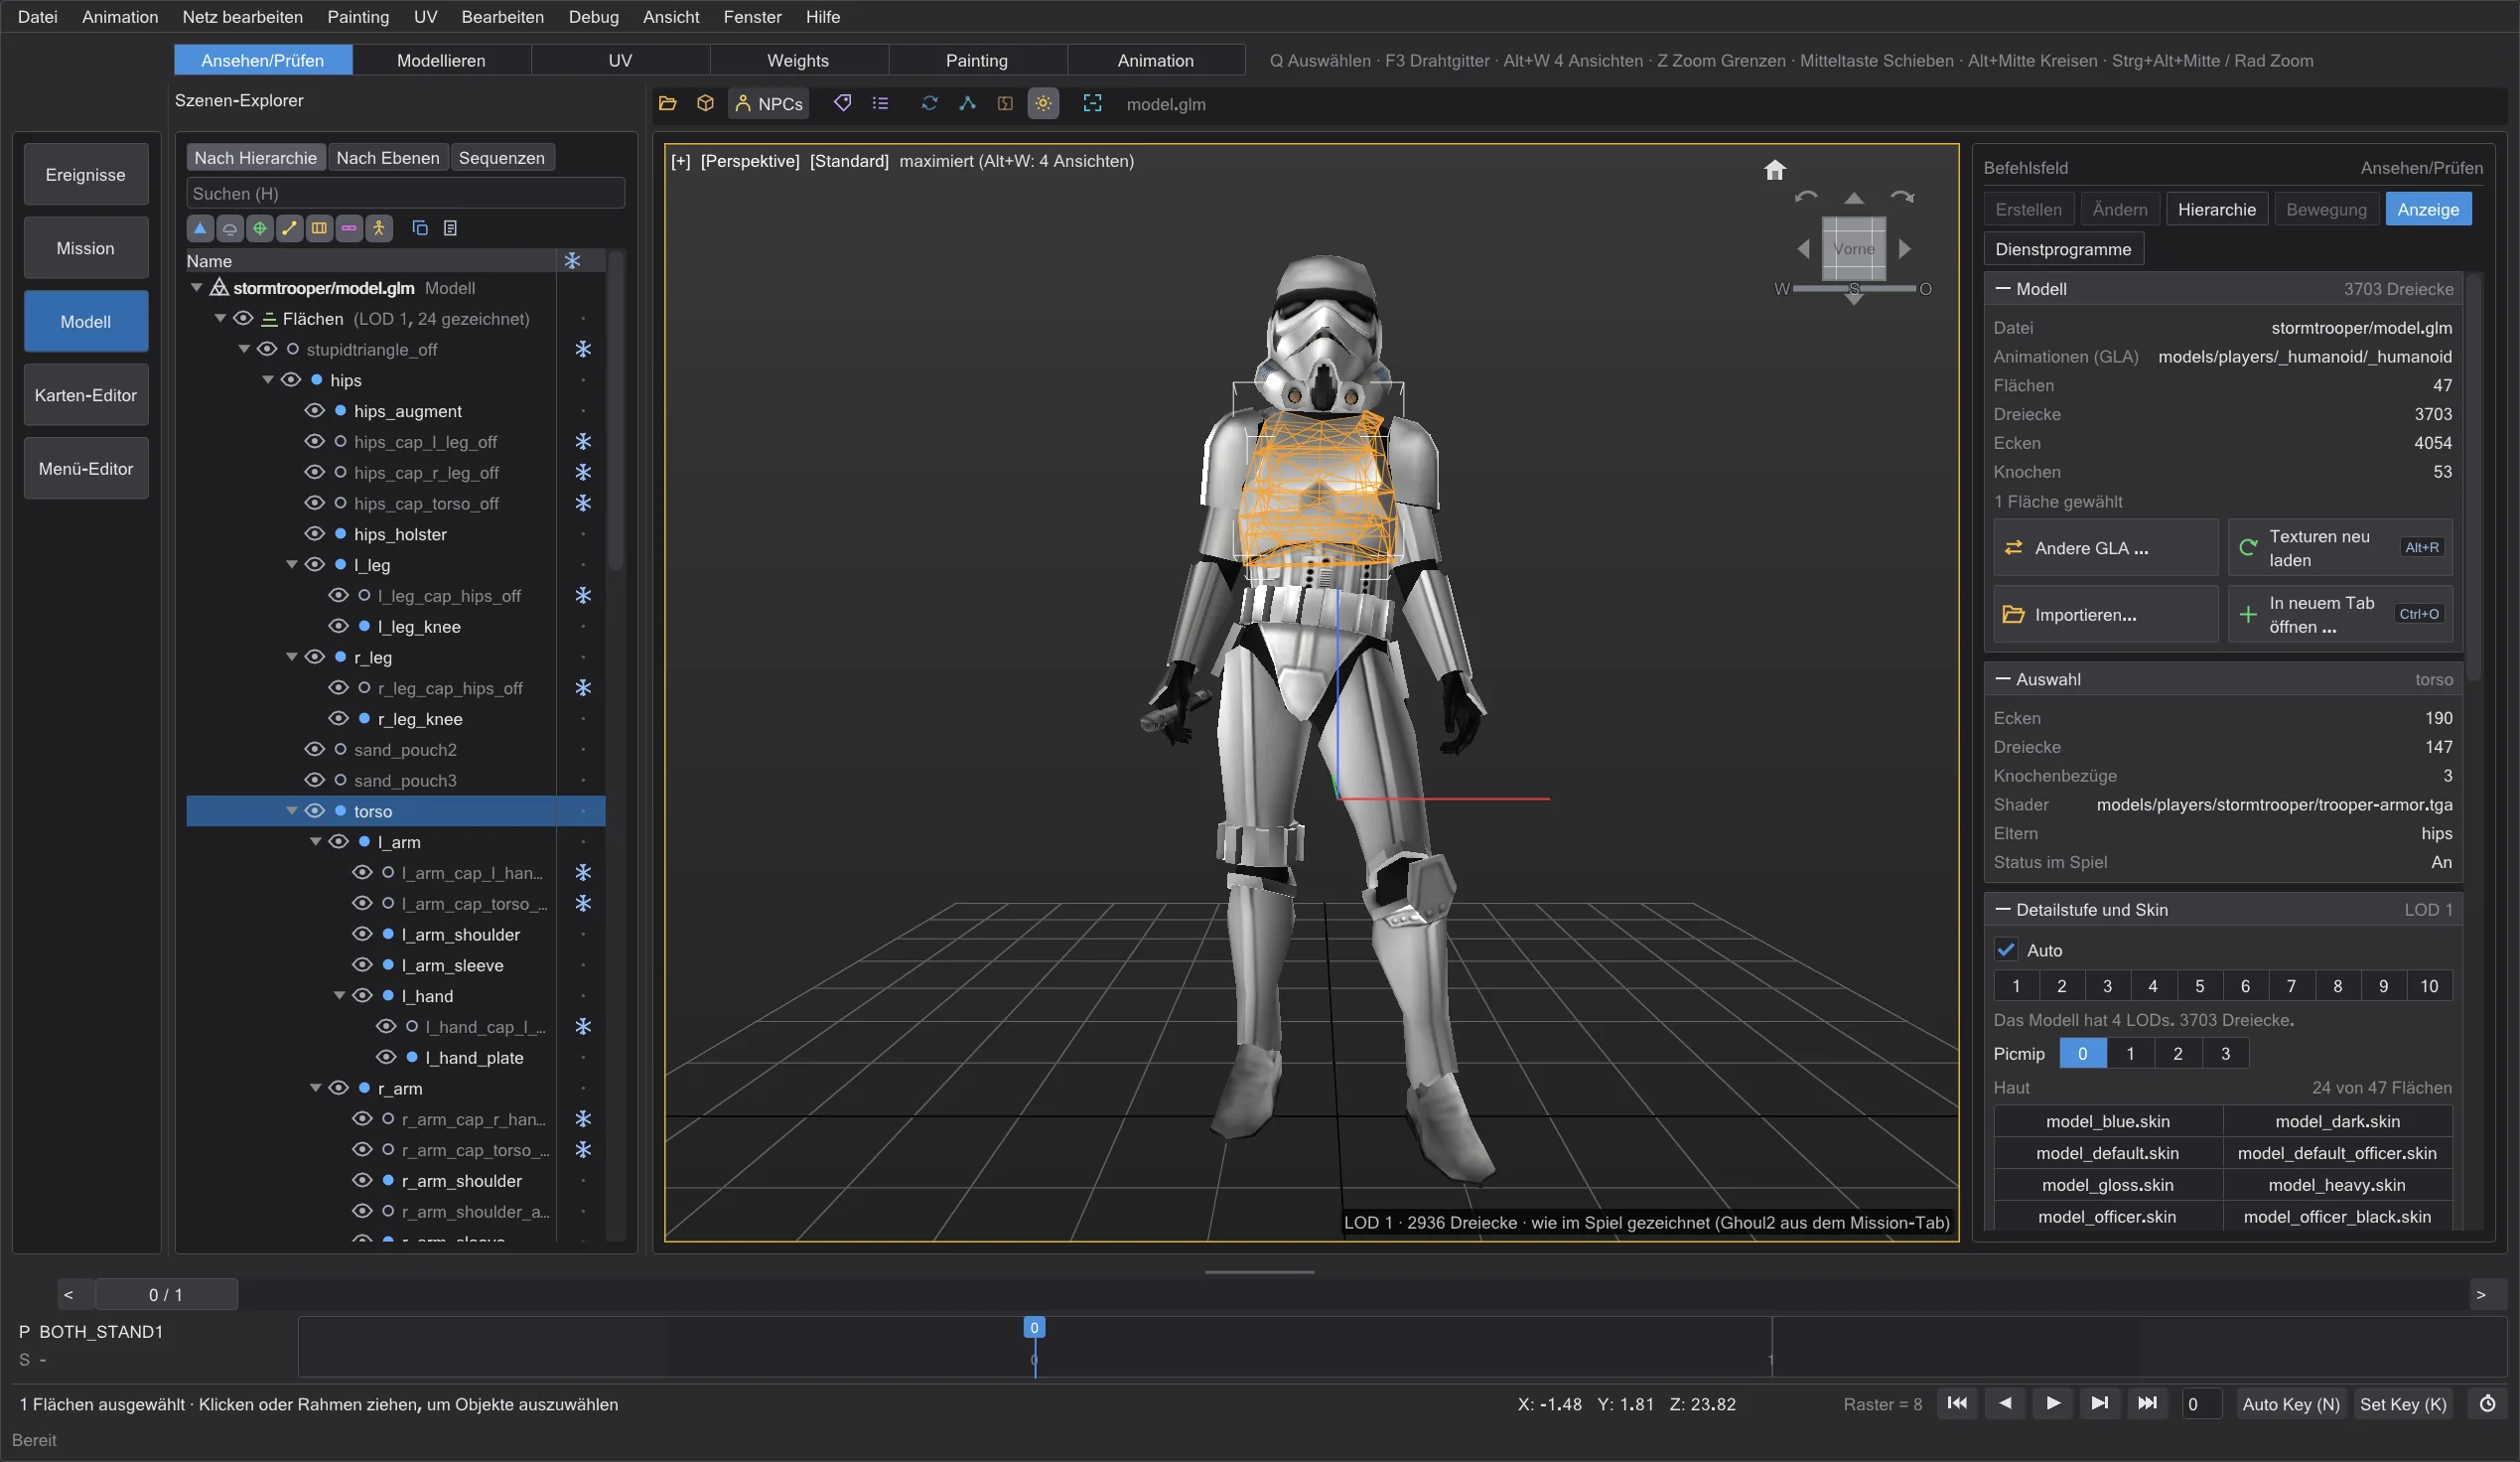 Datei Animation Netz bearbeiten Painting UV Bearbeiten Debug Ansicht Fenster Hilfe
Ansehen/Prüfen Modellieren UV Weights Painting Animation Q Auswählen · F3 Drahtgitter · Alt+W 4 Ansichten · Z Zoom Grenzen · Mitteltaste Schieben · Alt+Mitte Kreisen · Strg+Alt+Mitte / Rad Zoom
Szenen-Explorer
NPCs model.glm
Ereignisse
Mission
Modell
Karten-Editor
Menü-Editor
Nach Hierarchie Nach Ebenen Sequenzen
Suchen (H)
Name
stormtrooper/model.glm Modell
Flächen (LOD 1, 24 gezeichnet)
stupidtriangle_off
hips
hips_augment
hips_cap_l_leg_off
hips_cap_r_leg_off
hips_cap_torso_off
hips_holster
l_leg
l_leg_cap_hips_off
l_leg_knee
r_leg
r_leg_cap_hips_off
r_leg_knee
sand_pouch2
sand_pouch3
torso
l_arm
l_arm_cap_l_han...
l_arm_cap_torso_...
l_arm_shoulder
l_arm_sleeve
l_hand
l_hand_cap_l_...
l_hand_plate
r_arm
r_arm_cap_r_han...
r_arm_cap_torso_...
r_arm_shoulder
r_arm_shoulder_a...
r_arm_sleeve
[+] [Perspektive] [Standard] maximiert (Alt+W: 4 Ansichten)
Vorne
W S O
LOD 1 · 2936 Dreiecke · wie im Spiel gezeichnet (Ghoul2 aus dem Mission-Tab)
Befehlsfeld Ansehen/Prüfen
Erstellen Ändern Hierarchie Bewegung Anzeige
Dienstprogramme
Modell 3703 Dreiecke
Datei stormtrooper/model.glm
Animationen (GLA) models/players/_humanoid/_humanoid
Flächen 47
Dreiecke 3703
Ecken 4054
Knochen 53
1 Fläche gewählt
Andere GLA ...
Texturen neu laden Alt+R
Importieren...
In neuem Tab öffnen ... Ctrl+O
Auswahl torso
Ecken 190
Dreiecke 147
Knochenbezüge 3
Shader models/players/stormtrooper/trooper-armor.tga
Eltern hips
Status im Spiel An
Detailstufe und Skin LOD 1
Auto
1 2 3 4 5 6 7 8 9 10
Das Modell hat 4 LODs. 3703 Dreiecke.
Picmip 0 1 2 3
Haut 24 von 47 Flächen
model_blue.skin model_dark.skin
model_default.skin model_default_officer.skin
model_gloss.skin model_heavy.skin
model_officer.skin model_officer_black.skin
< 0 / 1 >
P BOTH_STAND1
S -
0
0 1
1 Flächen ausgewählt · Klicken oder Rahmen ziehen, um Objekte auszuwählen X: -1.48 Y: 1.81 Z: 23.82 Raster = 8 0 Auto Key (N) Set Key (K)
Bereit